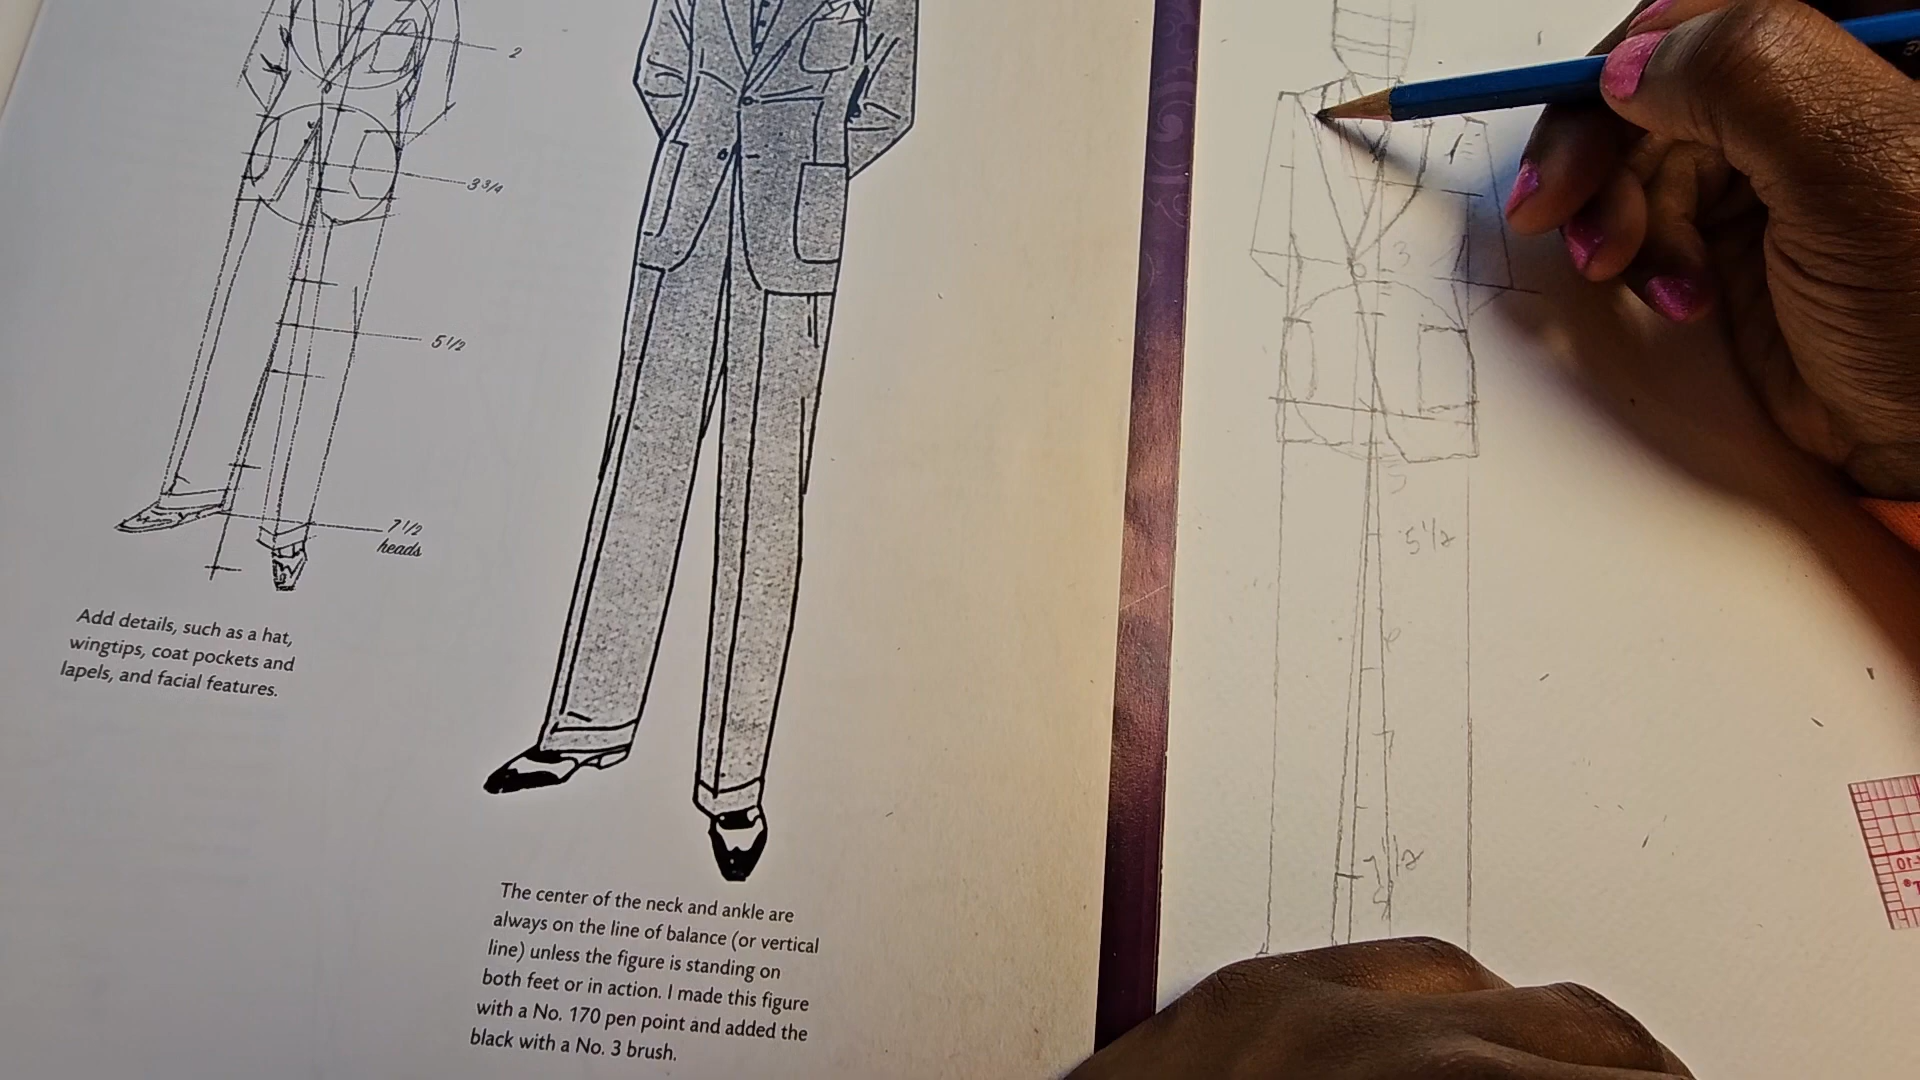 2
3 3/4
5 1/2
7 1/2
heads
Add details, such as a hat,
wingtips, coat pockets and
lapels, and facial features.
The center of the neck and ankle are
always on the line of balance (or vertical
line) unless the figure is standing on
both feet or in action. I made this figure
with a No. 170 pen point and added the
black with a No. 3 brush.
3
5 1/2
7
7 1/2
8